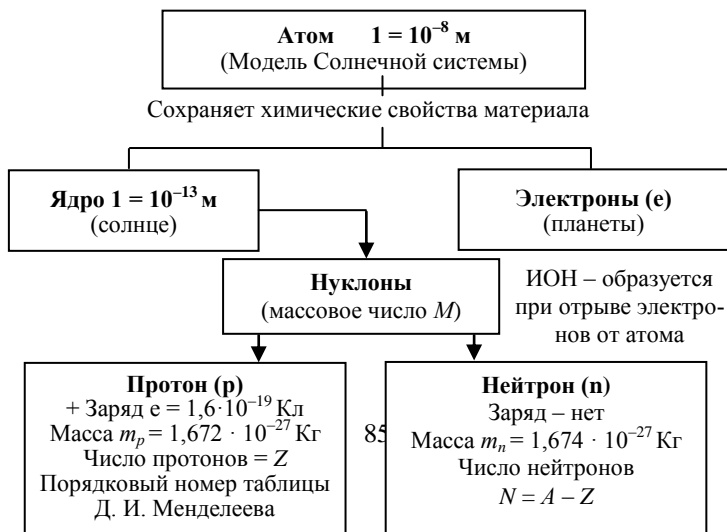 Атом 1 = 10⁻⁸ м
(Модель Солнечной системы)
Сохраняет химические свойства материала
Ядро 1 = 10⁻¹³ м
(солнце)
Электроны (е)
(планеты)
Нуклоны
(массовое число M)
ИОН – образуется
при отрыве электро-
нов от атома
Протон (р)
+ Заряд е = 1,6·10⁻¹⁹ Кл
Масса mₚ = 1,672 · 10⁻²⁷ Кг
Число протонов = Z
Порядковый номер таблицы
Д. И. Менделеева
85
Нейтрон (n)
Заряд – нет
Масса mₙ = 1,674 · 10⁻²⁷ Кг
Число нейтронов
N = A – Z